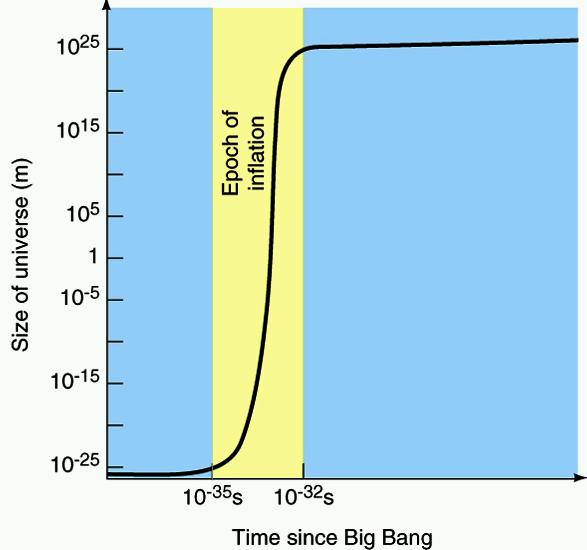 10^25
10^15
10^5
1
10^-5
10^-15
10^-25
Size of universe (m)
Epoch of
inflation
10^-35s
10^-32s
Time since Big Bang